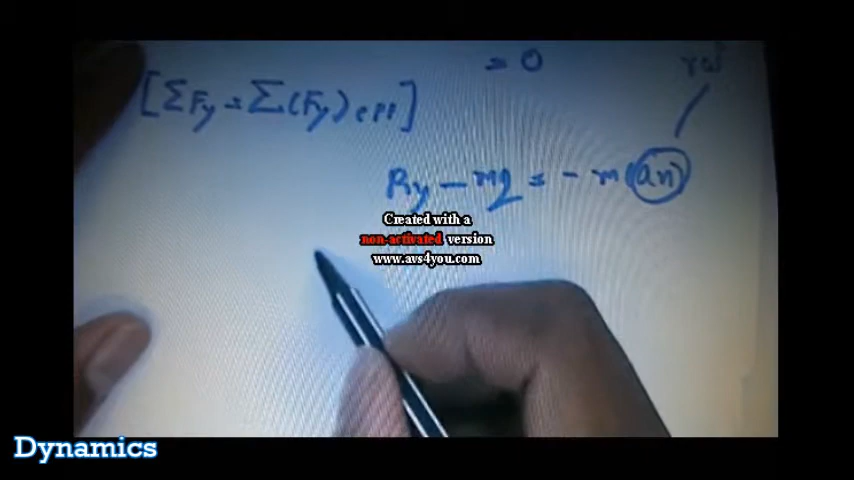 = 0
rω²
[ΣFy = Σ(Fy)eff]
Ry - mg = - m(an)
Created with a
non-activated version
www.avs4you.com
Dynamics